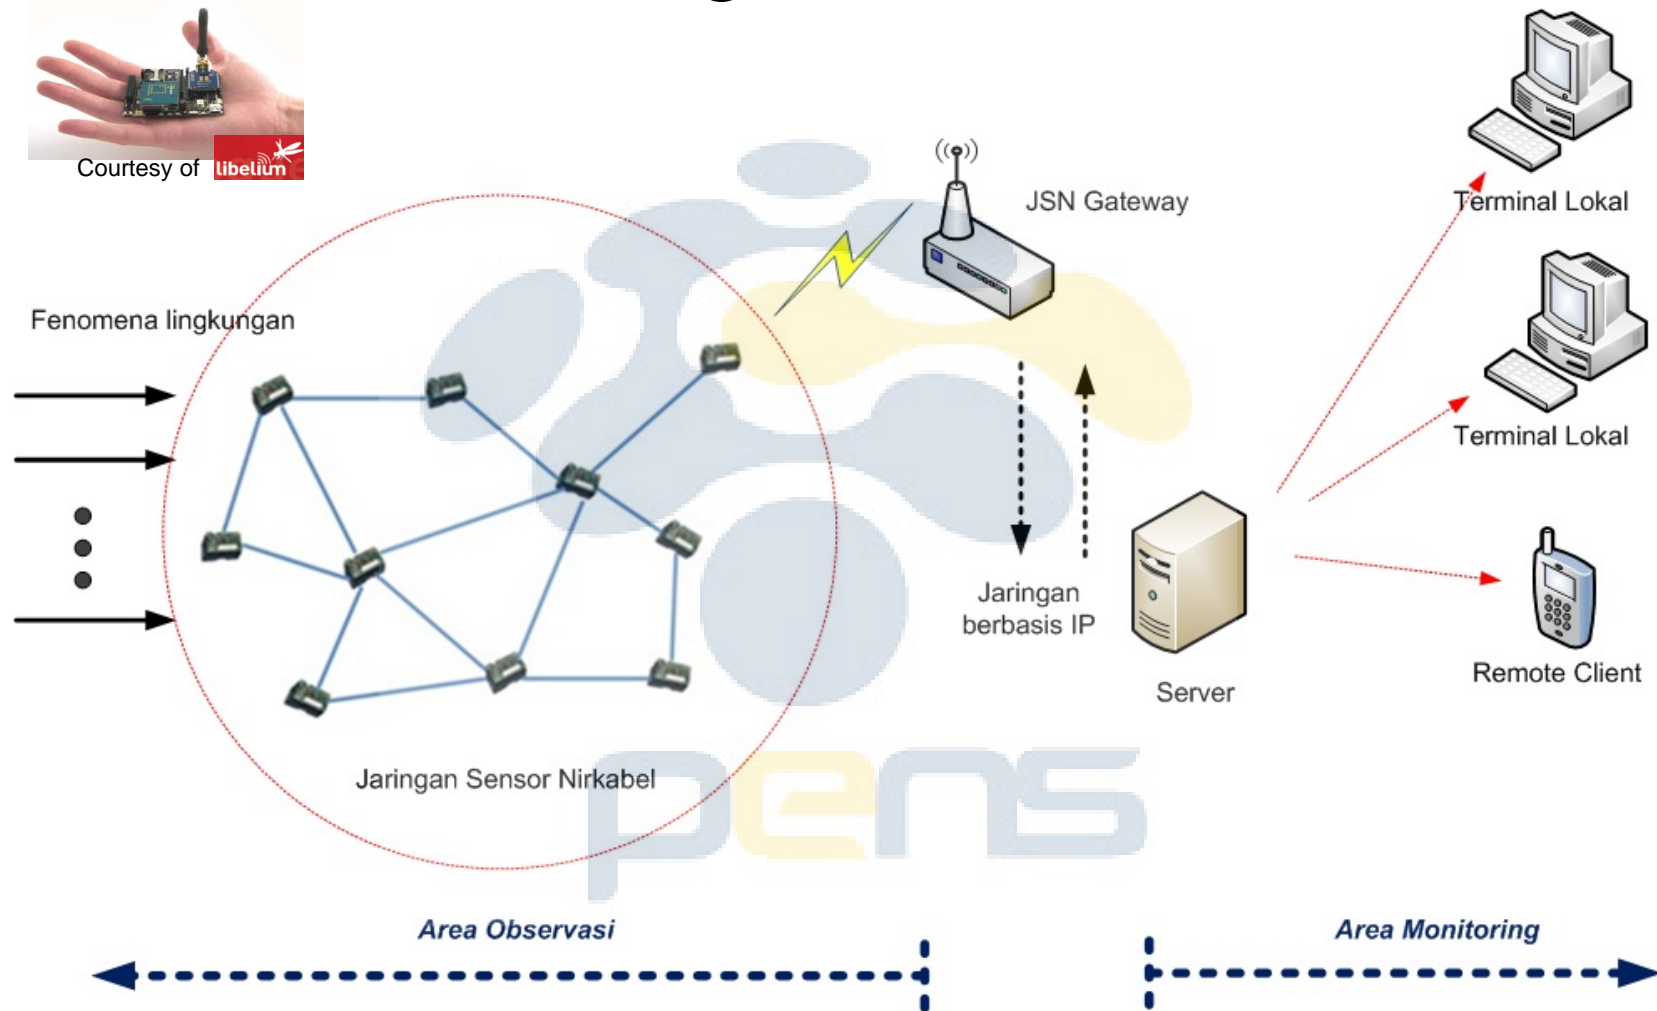 Courtesy of libelium
JSN Gateway
Terminal Lokal
Fenomena lingkungan
Terminal Lokal
Jaringan
berbasis IP
Server
Remote Client
Jaringan Sensor Nirkabel
pens
Area Observasi
Area Monitoring